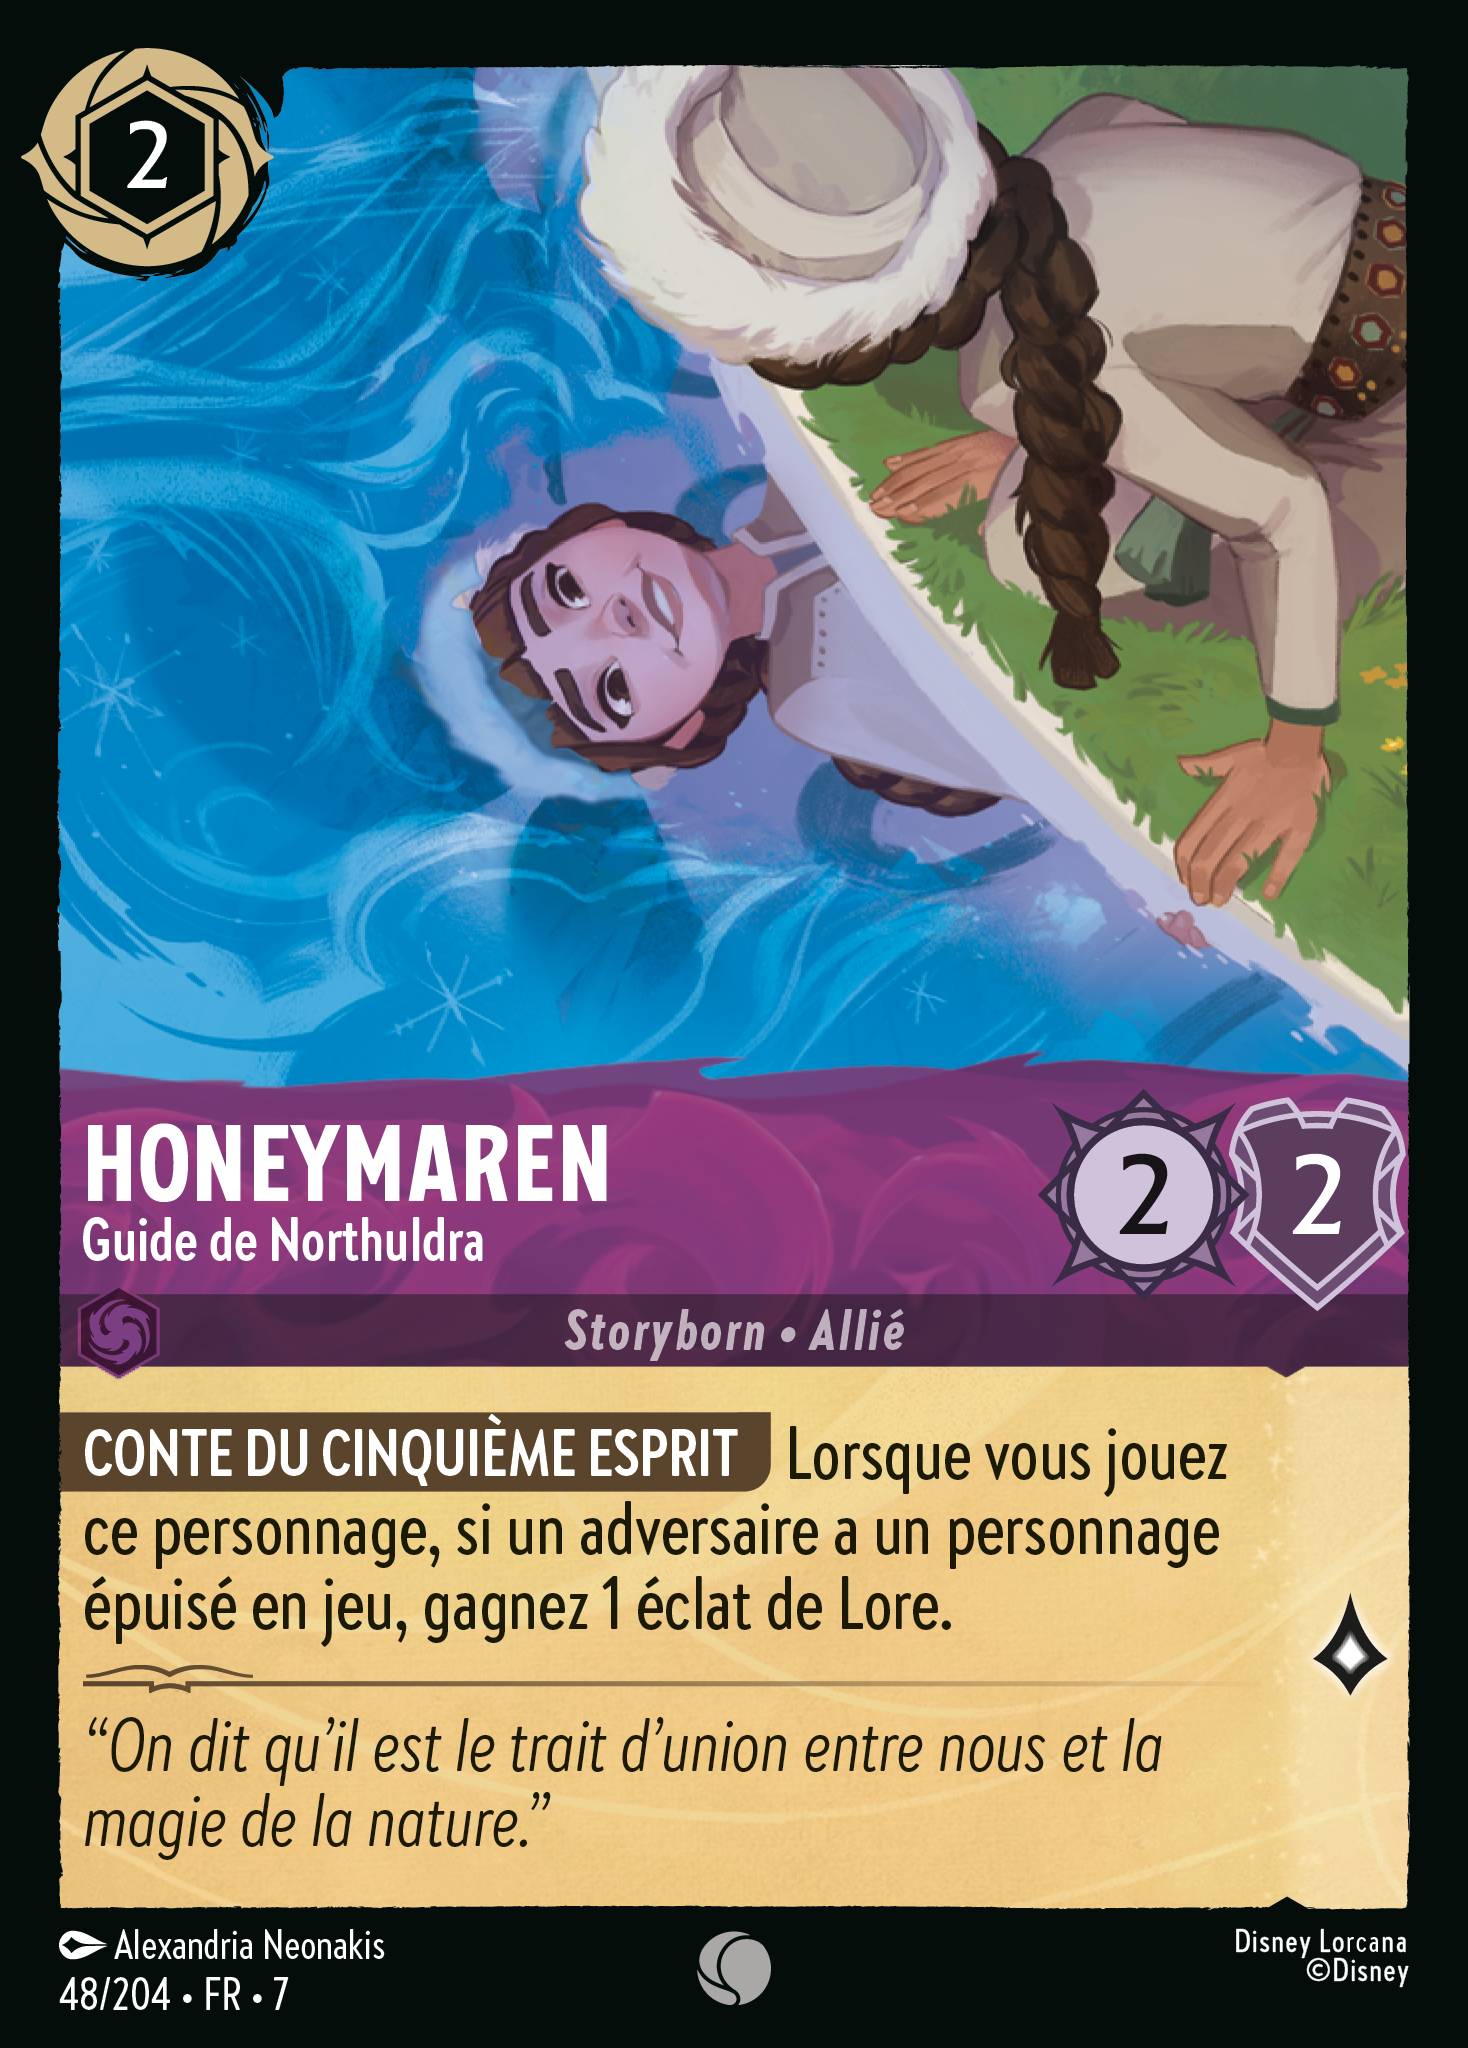 2
HONEYMAREN
Guide de Northuldra
2 2
Storyborn • Allié
CONTE DU CINQUIÈME ESPRIT Lorsque vous jouez
ce personnage, si un adversaire a un personnage
épuisé en jeu, gagnez 1 éclat de Lore.
“On dit qu’il est le trait d’union entre nous et la
magie de la nature.”
Alexandria Neonakis
48/204 • FR • 7
Disney Lorcana
©Disney